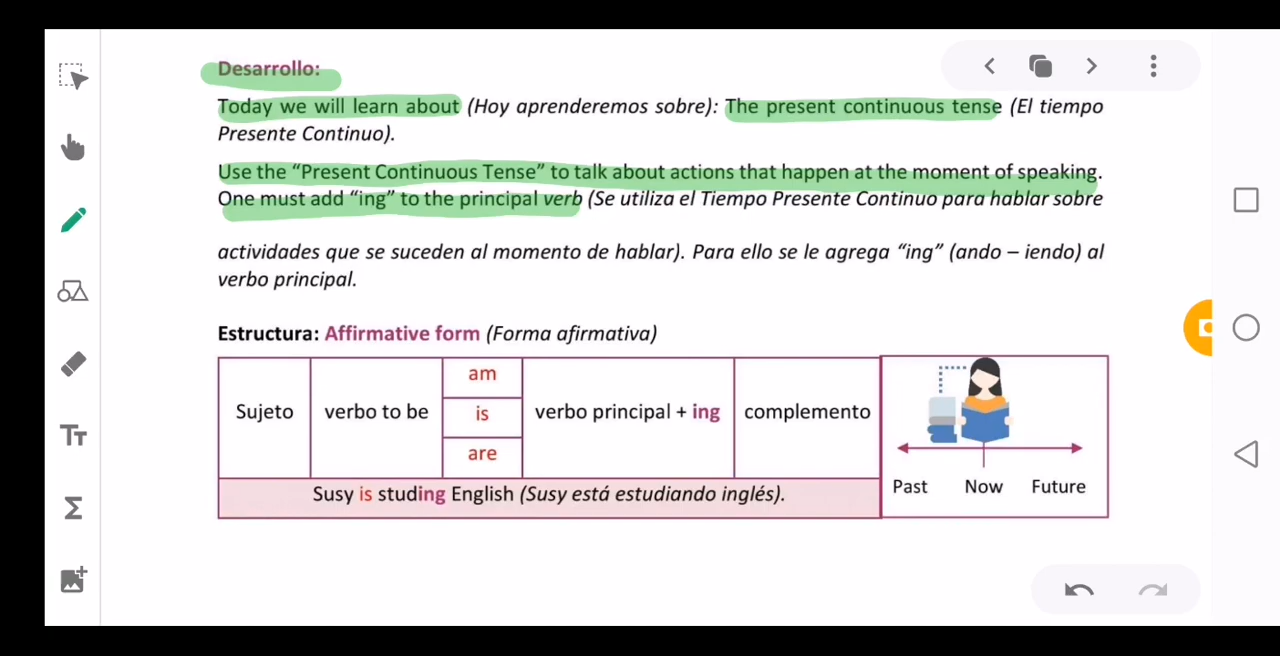 Desarrollo:
Today we will learn about (Hoy aprenderemos sobre): The present continuous tense (El tiempo
Presente Continuo).
Use the “Present Continuous Tense” to talk about actions that happen at the moment of speaking.
One must add “ing” to the principal verb (Se utiliza el Tiempo Presente Continuo para hablar sobre
actividades que se suceden al momento de hablar). Para ello se le agrega “ing” (ando – iendo) al
verbo principal.
Estructura: Affirmative form (Forma afirmativa)
Sujeto
verbo to be
am
is
are
verbo principal + ing
complemento
Susy is studing English (Susy está estudiando inglés).
Past Now Future
Tт
Σ